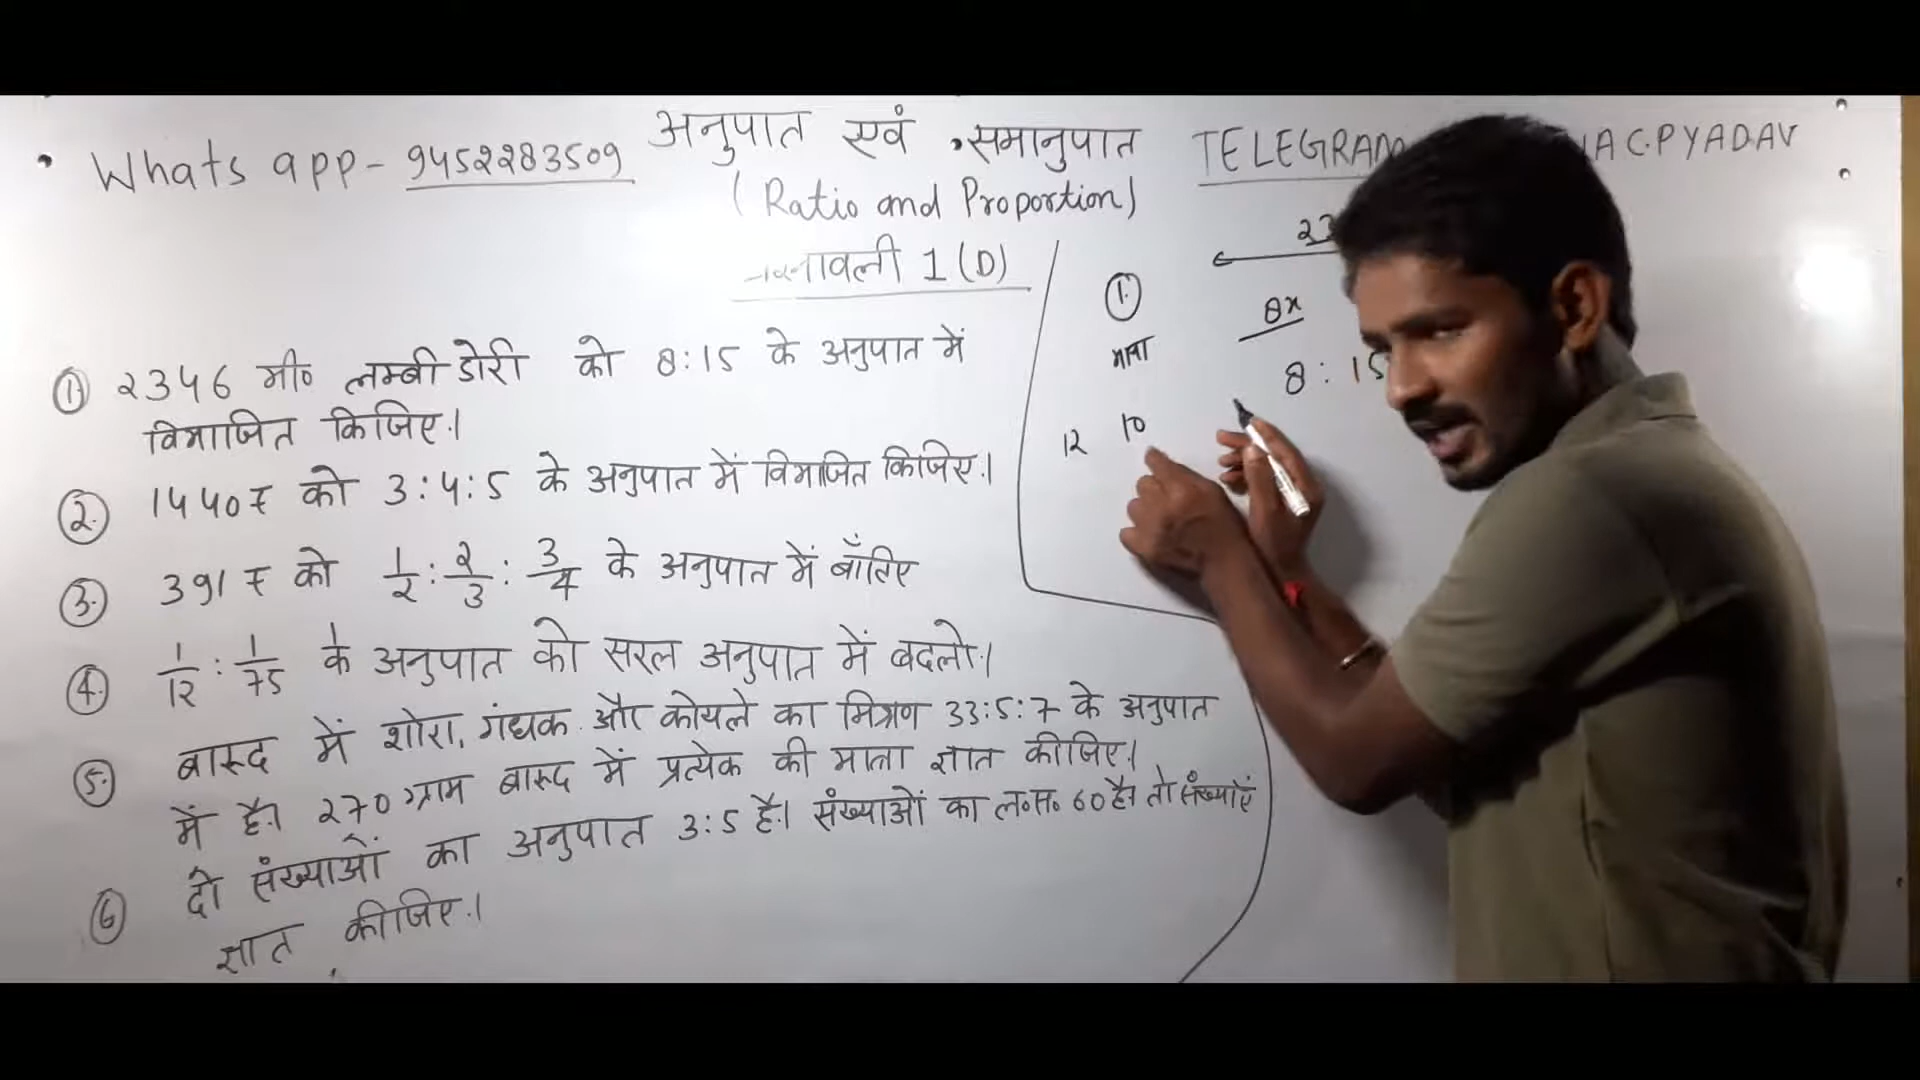 Whats app - 9452283509
अनुपात एवं समानुपात
(Ratio and Proportion)
TELEGRAM
A C.P YADAV
1 (D)
① 2346 मी० लम्बी डोरी को 8:15 के अनुपात में
विभाजित किजिए।
②. 1440₹ को 3:4:5 के अनुपात में विभाजित किजिए।
③. 391 ₹ को 1/2 : 2/3 : 3/4 के अनुपात में बाँटिए
④. 1/12 : 1/75 के अनुपात को सरल अनुपात में बदलो।
⑤. बारूद में शोरा, गंधक और कोयले का मिश्रण 33:5:7 के अनुपात
में है। 270 ग्राम बारूद में प्रत्येक की मात्रा ज्ञात कीजिए।
⑥ दो संख्याओं का अनुपात 3:5 है। संख्याओं का ल०स० 60 है। तो संख्याएँ
ज्ञात कीजिए।
①.
माना
23
8x
8 : 15
12 10